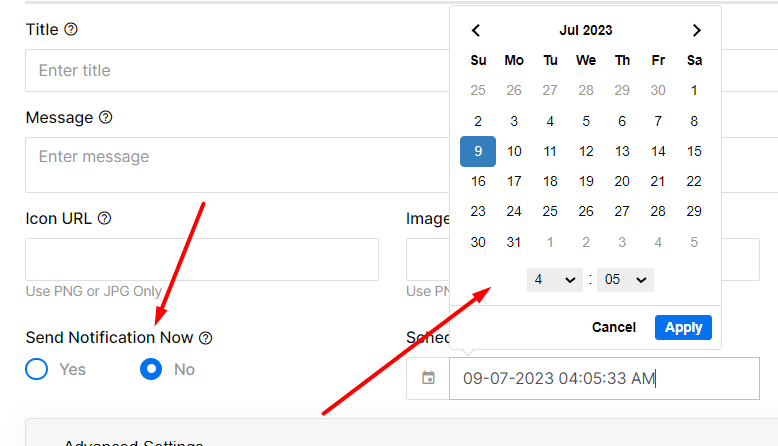 Title
Enter title
Message
Enter message
Icon URL
Image
Use PNG or JPG Only
Use PN
Send Notification Now
Yes
No
Jul 2023
Su Mo Tu We Th Fr Sa
25 26 27 28 29 30 1
2 3 4 5 6 7 8
9 10 11 12 13 14 15
16 17 18 19 20 21 22
23 24 25 26 27 28 29
30 31 1 2 3 4 5
4 : 05
Cancel Apply
Sched
09-07-2023 04:05:33 AM
Advanced Settings